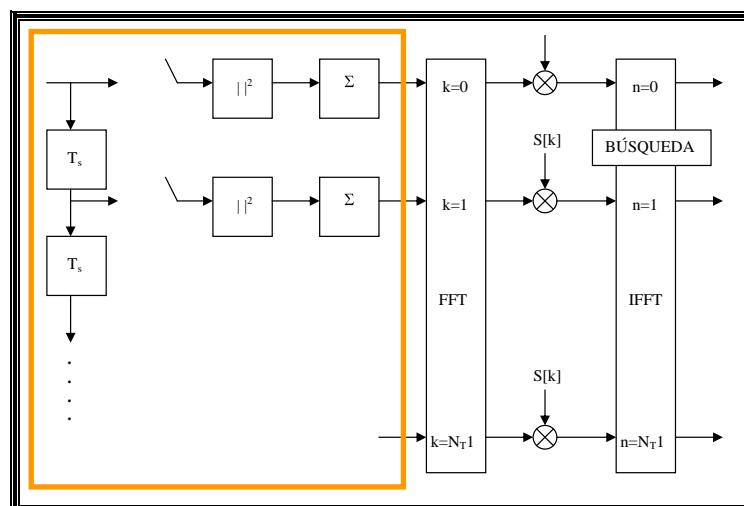 | |² Σ k=0 n=0
T_s S[k] BÚSQUEDA
| |² Σ k=1 n=1
T_s FFT IFFT
S[k]
k=N_T1 n=N_T1